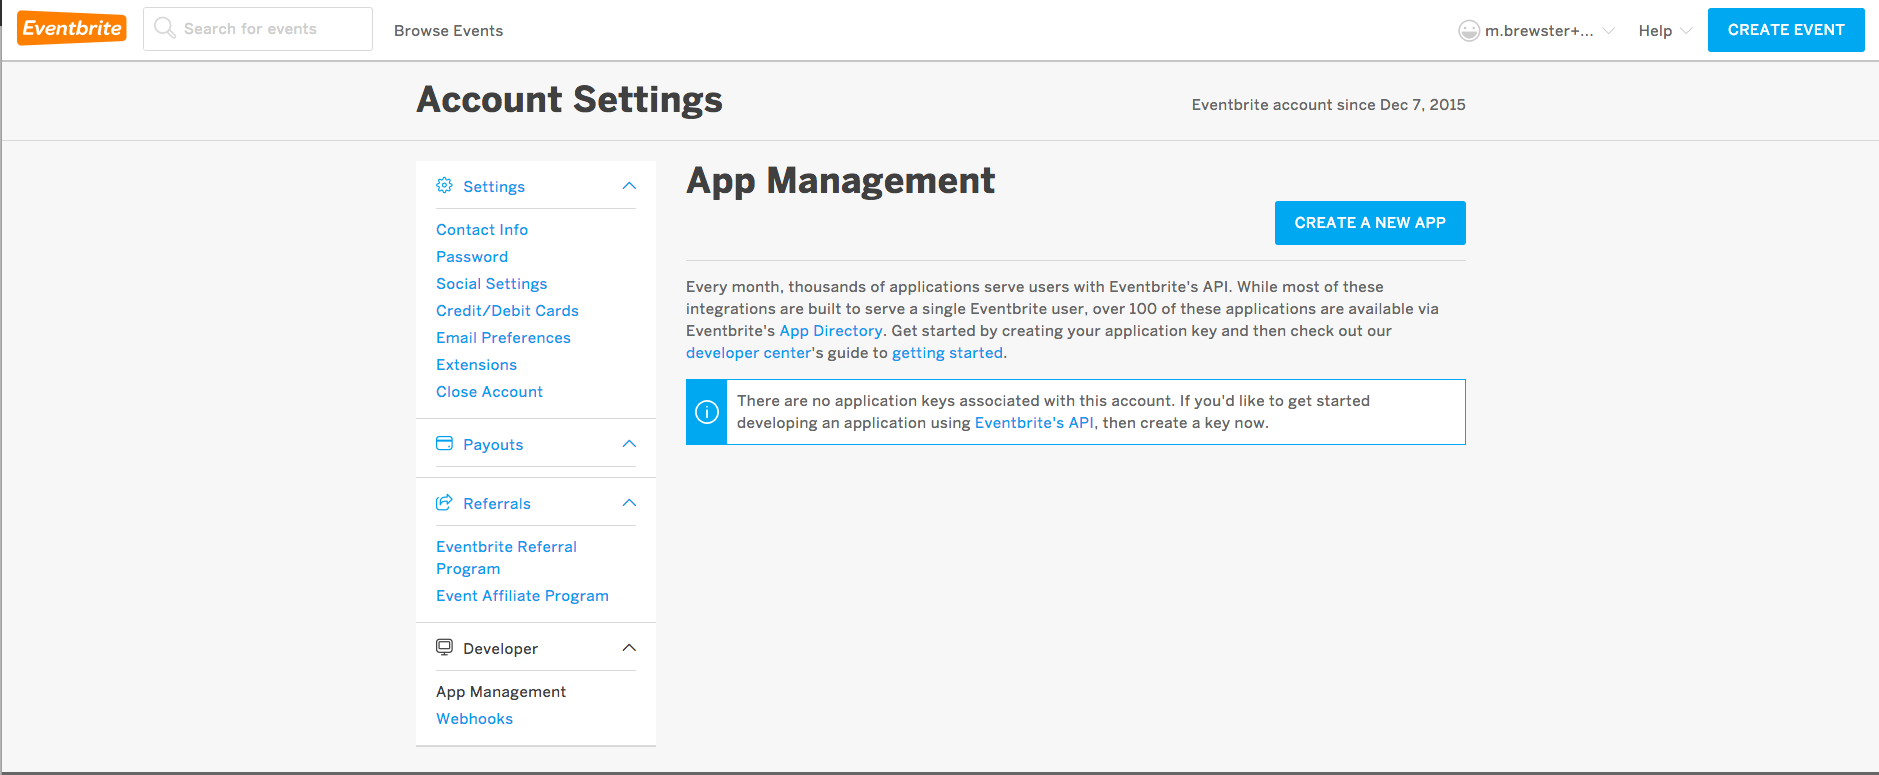 Eventbrite
Search for events
Browse Events
m.brewster+...
Help
CREATE EVENT
Account Settings
Eventbrite account since Dec 7, 2015
Settings
Contact Info
Password
Social Settings
Credit/Debit Cards
Email Preferences
Extensions
Close Account
Payouts
Referrals
Eventbrite Referral
Program
Event Affiliate Program
Developer
App Management
Webhooks
App Management
CREATE A NEW APP
Every month, thousands of applications serve users with Eventbrite's API. While most of these
integrations are built to serve a single Eventbrite user, over 100 of these applications are available via
Eventbrite's App Directory. Get started by creating your application key and then check out our
developer center's guide to getting started.
There are no application keys associated with this account. If you'd like to get started
developing an application using Eventbrite's API, then create a key now.